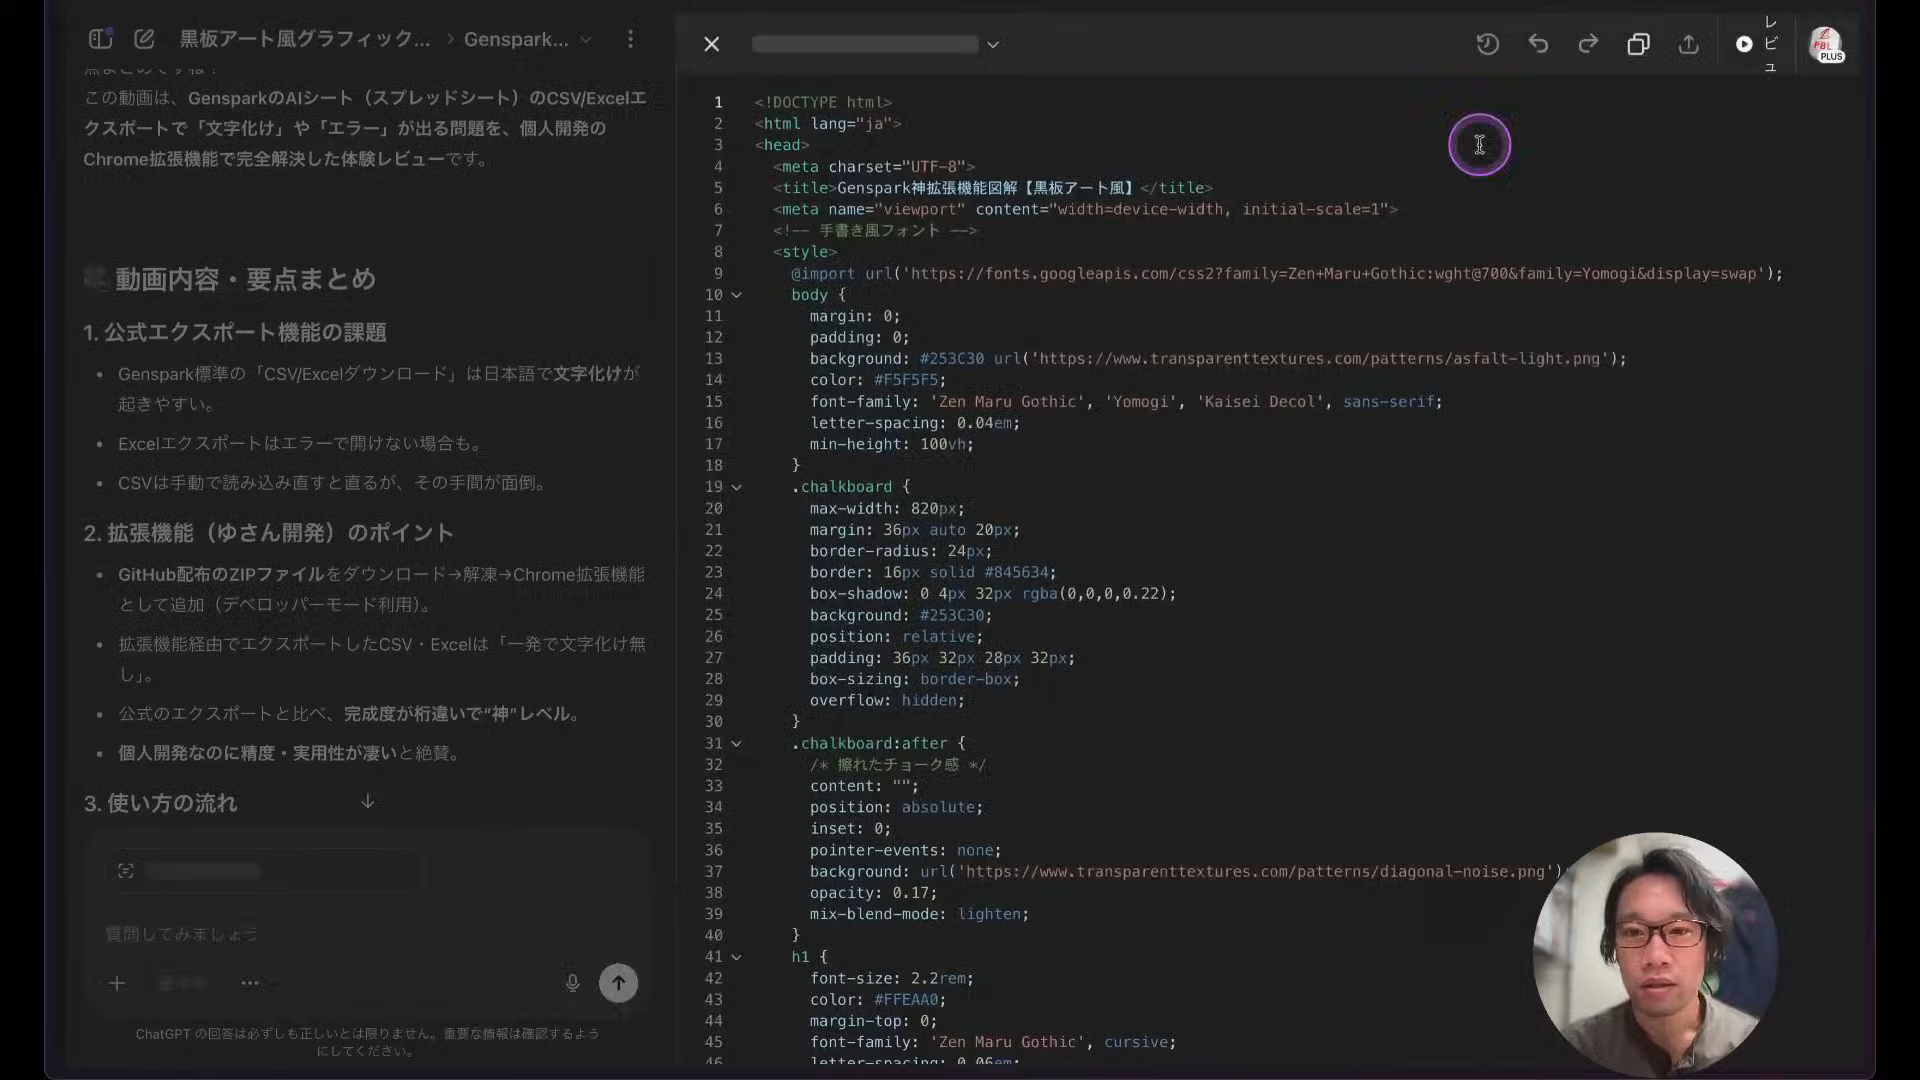 黒板アート風グラフィック... > Genspark...
この動画は、GensparkのAIシート（スプレッドシート）のCSV/Excelエ
クスポートで「文字化け」や「エラー」が出る問題を、個人開発の
Chrome拡張機能で完全解決した体験レビューです。
動画内容・要点まとめ
1. 公式エクスポート機能の課題
• Genspark標準の「CSV/Excelダウンロード」は日本語で文字化けが
起きやすい。
• Excelエクスポートはエラーで開けない場合も。
• CSVは手動で読み込み直すと直るが、その手間が面倒。
2. 拡張機能（ゆさん開発）のポイント
• GitHub配布のZIPファイルをダウンロード→解凍→Chrome拡張機能
として追加（デベロッパーモード利用）。
• 拡張機能経由でエクスポートしたCSV・Excelは「一発で文字化け無
し」。
• 公式のエクスポートと比べ、完成度が桁違いで“神”レベル。
• 個人開発なのに精度・実用性が凄いと絶賛。
3. 使い方の流れ
質問してみましょう
ChatGPT の回答は必ずしも正しいとは限りません。重要な情報は確認するよう
にしてください。
レビュ
PBL
PLUS
1 <!DOCTYPE html>
2 <html lang="ja">
3 <head>
4 <meta charset="UTF-8">
5 <title>Genspark神拡張機能図解【黒板アート風】</title>
6 <meta name="viewport" content="width=device-width, initial-scale=1">
7 <!-- 手書き風フォント -->
8 <style>
9 @import url('https://fonts.googleapis.com/css2?family=Zen+Maru+Gothic:wght@700&family=Yomogi&display=swap');
10 body {
11 margin: 0;
12 padding: 0;
13 background: #253C30 url('https://www.transparenttextures.com/patterns/asfalt-light.png');
14 color: #F5F5F5;
15 font-family: 'Zen Maru Gothic', 'Yomogi', 'Kaisei Decol', sans-serif;
16 letter-spacing: 0.04em;
17 min-height: 100vh;
18 }
19 .chalkboard {
20 max-width: 820px;
21 margin: 36px auto 20px;
22 border-radius: 24px;
23 border: 16px solid #845634;
24 box-shadow: 0 4px 32px rgba(0,0,0,0.22);
25 background: #253C30;
26 position: relative;
27 padding: 36px 32px 28px 32px;
28 box-sizing: border-box;
29 overflow: hidden;
30 }
31 .chalkboard:after {
32 /* 擦れたチョーク感 */
33 content: "";
34 position: absolute;
35 inset: 0;
36 pointer-events: none;
37 background: url('https://www.transparenttextures.com/patterns/diagonal-noise.png');
38 opacity: 0.17;
39 mix-blend-mode: lighten;
40 }
41 h1 {
42 font-size: 2.2rem;
43 color: #FFEAA0;
44 margin-top: 0;
45 font-family: 'Zen Maru Gothic', cursive;
46 letter-spacing: 0.06em;